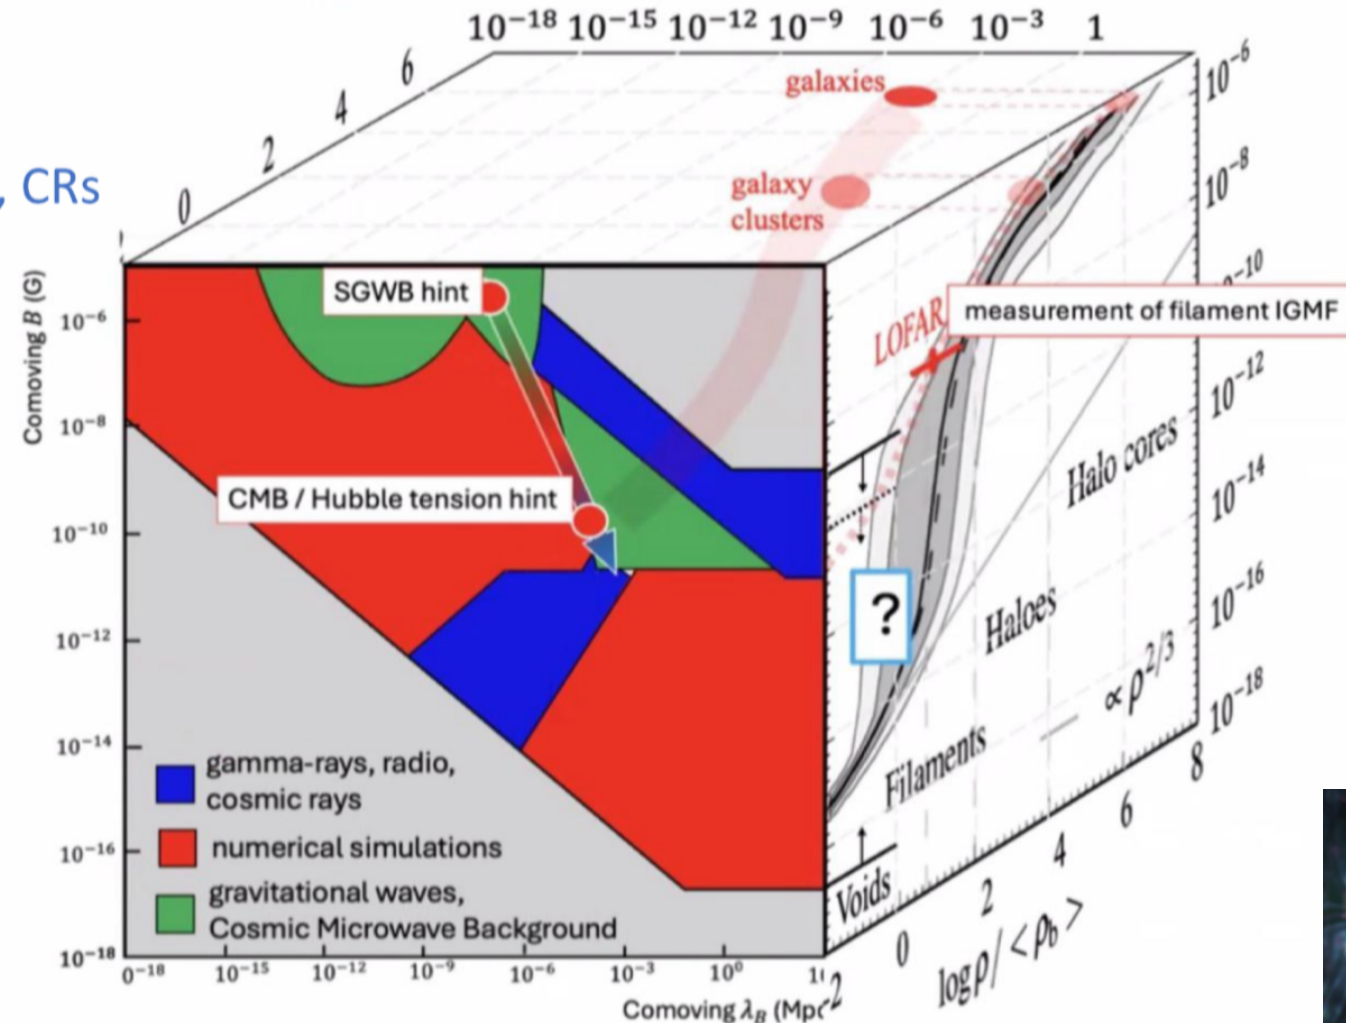 10⁻¹⁸ 10⁻¹⁵ 10⁻¹² 10⁻⁹ 10⁻⁶ 10⁻³ 1
6
4
2
0
, CRs
galaxies
galaxy
clusters
10⁻⁶
10⁻⁸
-10
10⁻¹²
10⁻¹⁴
10⁻¹⁶
10⁻¹⁸
SGWB hint
measurement of filament IGMF
LOFAR
CMB / Hubble tension hint
Comoving B (G)
10⁻⁶
10⁻⁸
10⁻¹⁰
10⁻¹²
10⁻¹⁴
10⁻¹⁶
10⁻¹⁸
?
Halo cores
Haloes
∝ ρ^2/3
Filaments
Voids
gamma-rays, radio,
cosmic rays
numerical simulations
gravitational waves,
Cosmic Microwave Background
0⁻¹⁸ 10⁻¹⁵ 10⁻¹² 10⁻⁹ 10⁻⁶ 10⁻³ 10⁰ 1
Comoving λ_B (Mpc
-2
0
2
4
6
8
log ρ/<ρ_b>